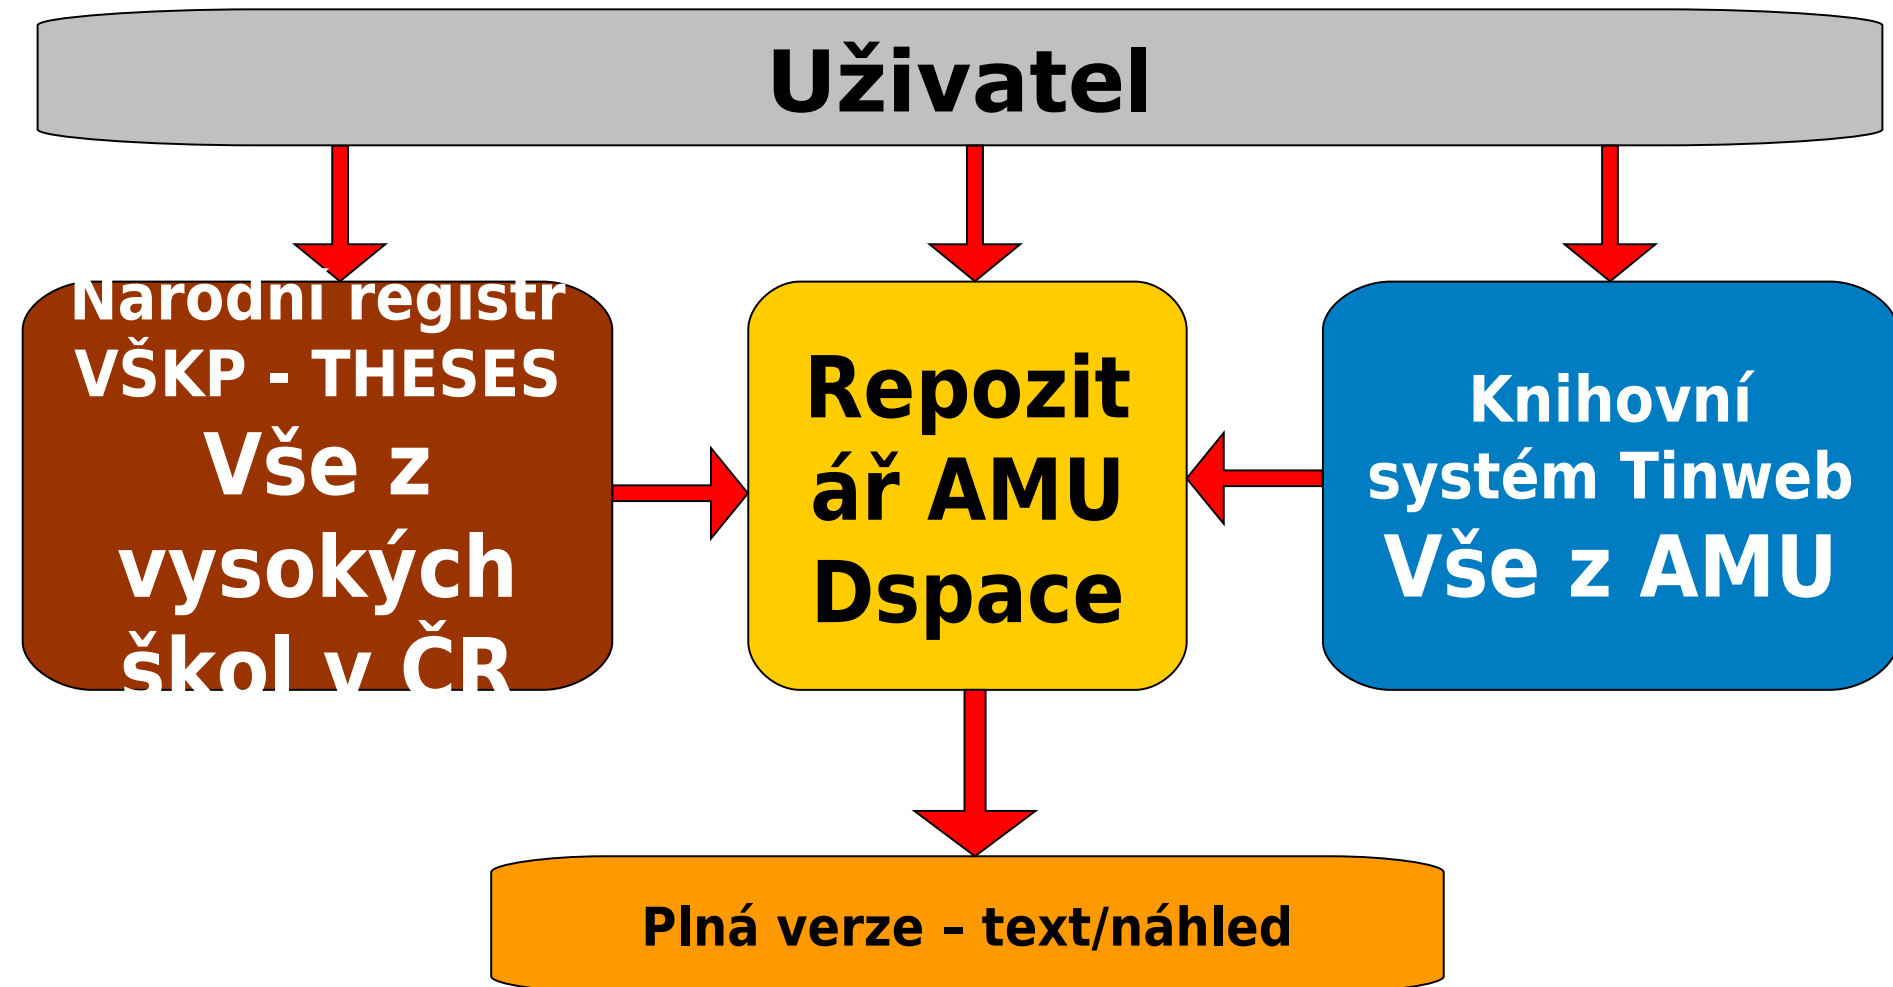 Uživatel
Národní registr
VŠKP - THESES
Vše z
vysokých
škol v ČR
Repozit
ář AMU
Dspace
Knihovní
systém Tinweb
Vše z AMU
Plná verze – text/náhled